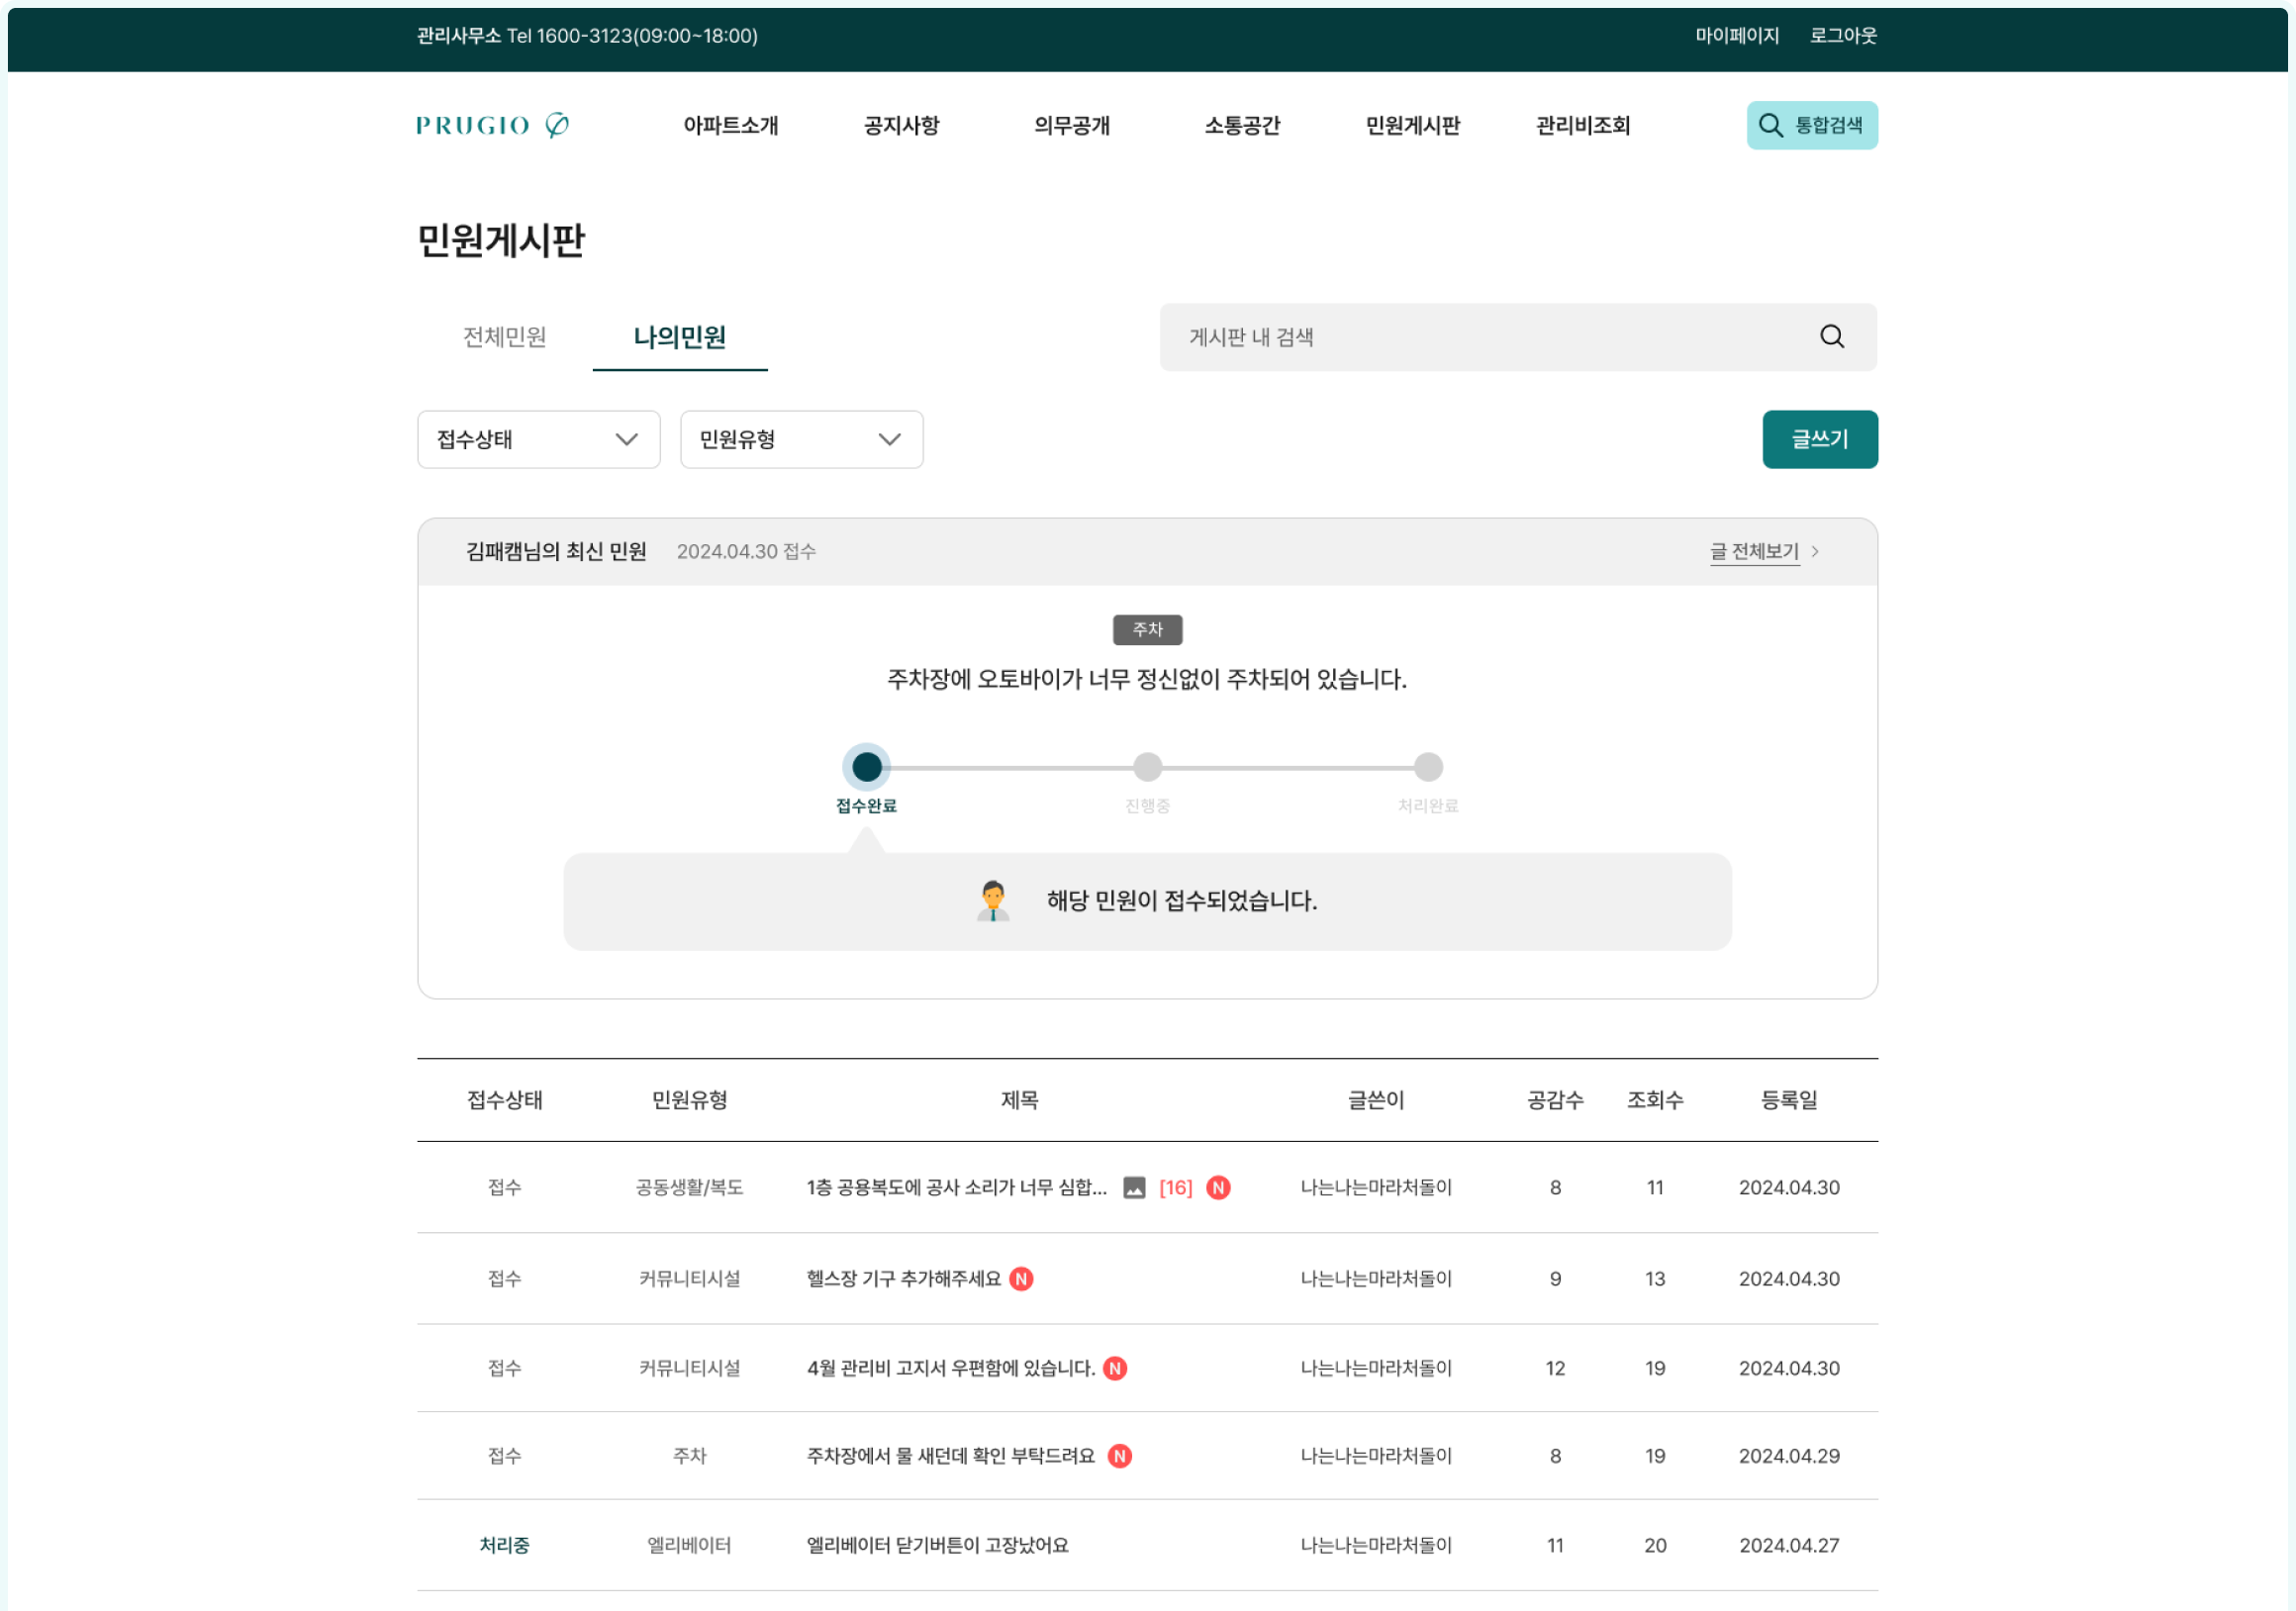 관리사무소 Tel 1600-3123(09:00~18:00) 마이페이지 로그아웃
PRUGIO 아파트소개 공지사항 의무공개 소통공간 민원게시판 관리비조회 통합검색
민원게시판
전체민원 나의민원 게시판 내 검색
접수상태 민원유형 글쓰기
김패캠님의 최신 민원 2024.04.30 접수 글 전체보기
주차
주차장에 오토바이가 너무 정신없이 주차되어 있습니다.
접수완료 진행중 처리완료
해당 민원이 접수되었습니다.
접수상태 민원유형 제목 글쓴이 공감수 조회수 등록일
접수 공동생활/복도 1층 공용복도에 공사 소리가 너무 심합... [16] N 나는나는마라처돌이 8 11 2024.04.30
접수 커뮤니티시설 헬스장 기구 추가해주세요 N 나는나는마라처돌이 9 13 2024.04.30
접수 커뮤니티시설 4월 관리비 고지서 우편함에 있습니다. N 나는나는마라처돌이 12 19 2024.04.30
접수 주차 주차장에서 물 새던데 확인 부탁드려요 N 나는나는마라처돌이 8 19 2024.04.29
처리중 엘리베이터 엘리베이터 닫기버튼이 고장났어요 나는나는마라처돌이 11 20 2024.04.27